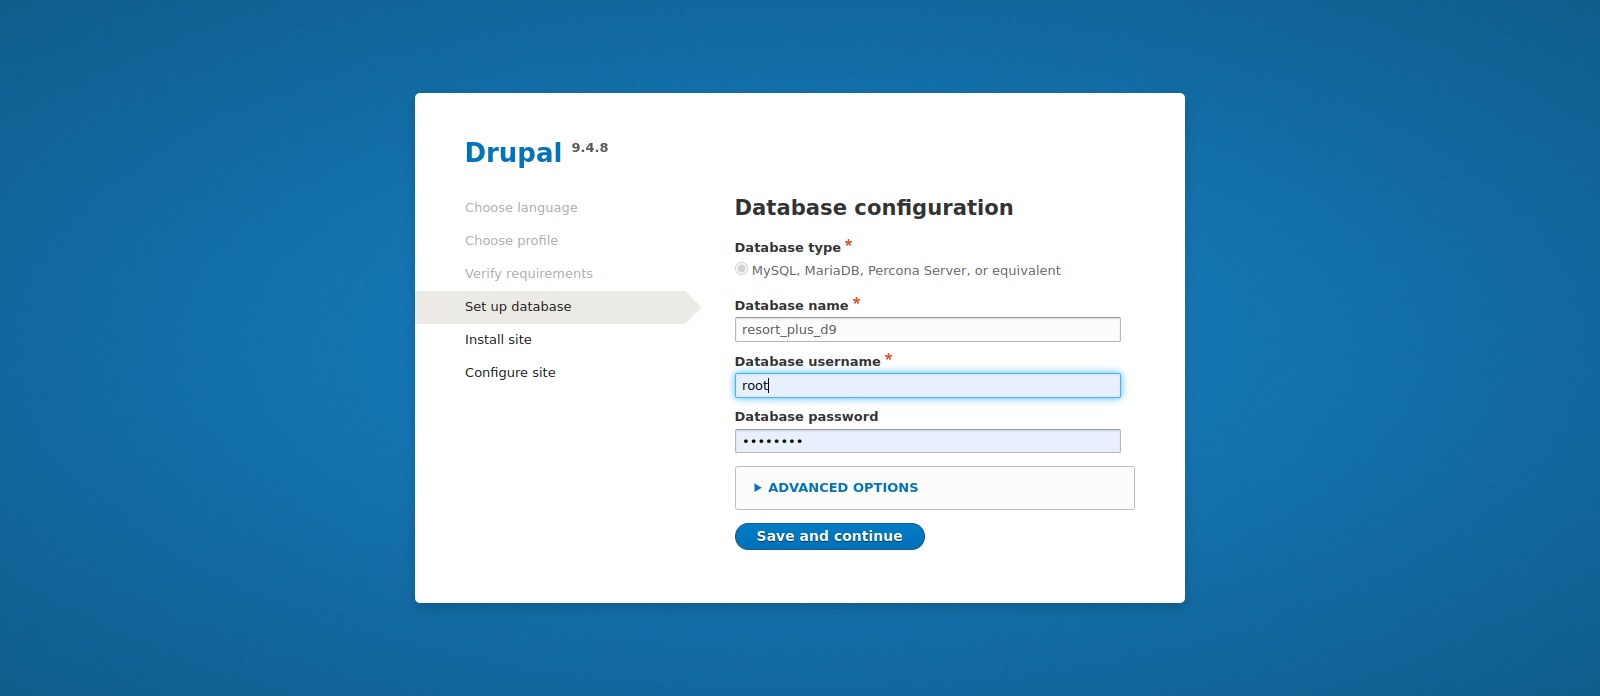 Drupal 9.4.8
Choose language
Choose profile
Verify requirements
Set up database
Install site
Configure site
Database configuration
Database type *
MySQL, MariaDB, Percona Server, or equivalent
Database name *
resort_plus_d9
Database username *
root
Database password
••••••••
ADVANCED OPTIONS
Save and continue